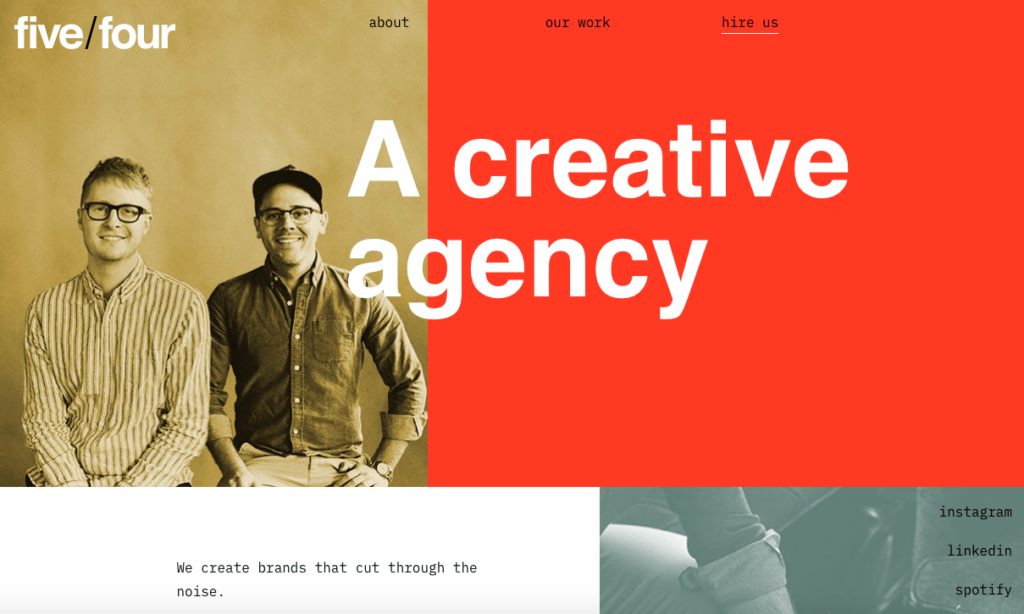 five/four
about
our work
hire us
A creative
agency
We create brands that cut through the
noise.
instagram
linkedin
spotify